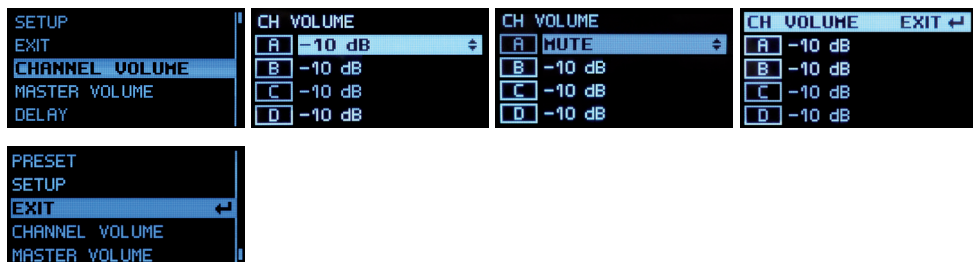 SETUP
EXIT
CHANNEL VOLUME
MASTER VOLUME
DELAY
CH VOLUME
A -10 dB
B -10 dB
C -10 dB
D -10 dB
CH VOLUME
A MUTE
B -10 dB
C -10 dB
D -10 dB
CH VOLUME EXIT ↵
A -10 dB
B -10 dB
C -10 dB
D -10 dB
PRESET
SETUP
EXIT ↵
CHANNEL VOLUME
MASTER VOLUME